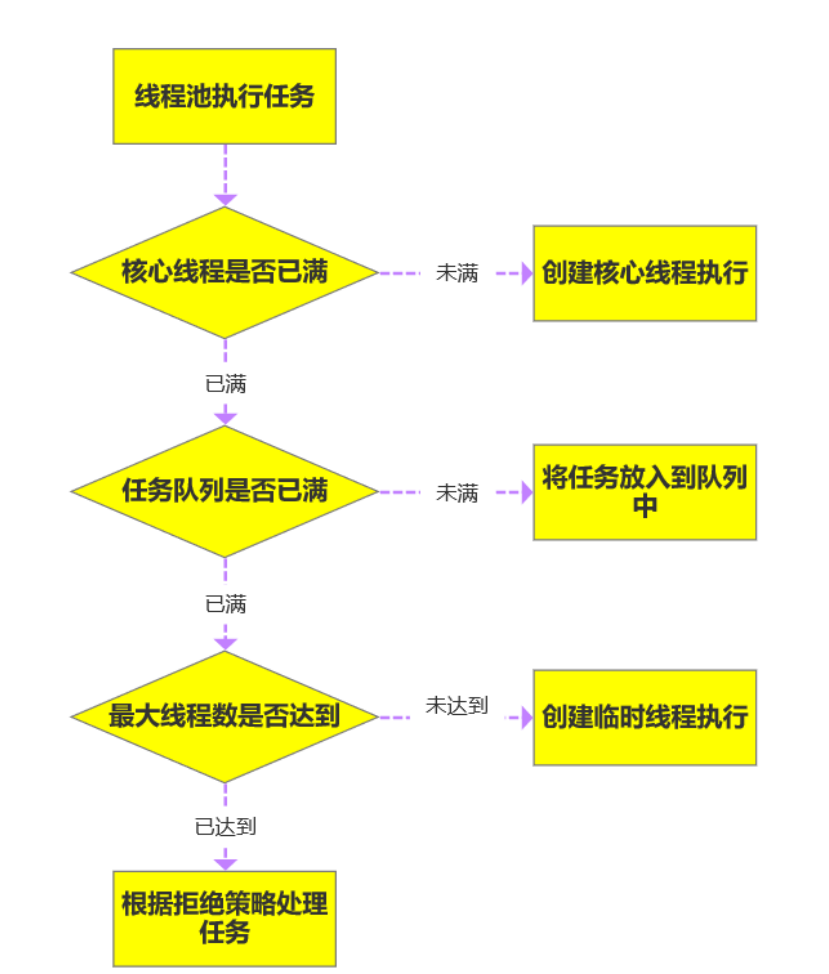 线程池执行任务
核心线程是否已满
未满
创建核心线程执行
已满
任务队列是否已满
未满
将任务放入到队列
中
已满
最大线程数是否达到
未达到
创建临时线程执行
已达到
根据拒绝策略处理
任务